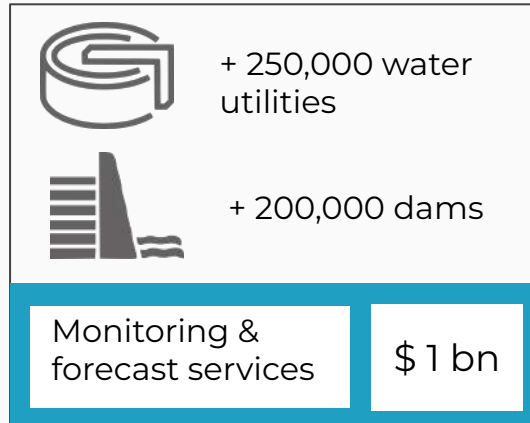 + 250,000 water
utilities
+ 200,000 dams
Monitoring &
forecast services
$ 1 bn